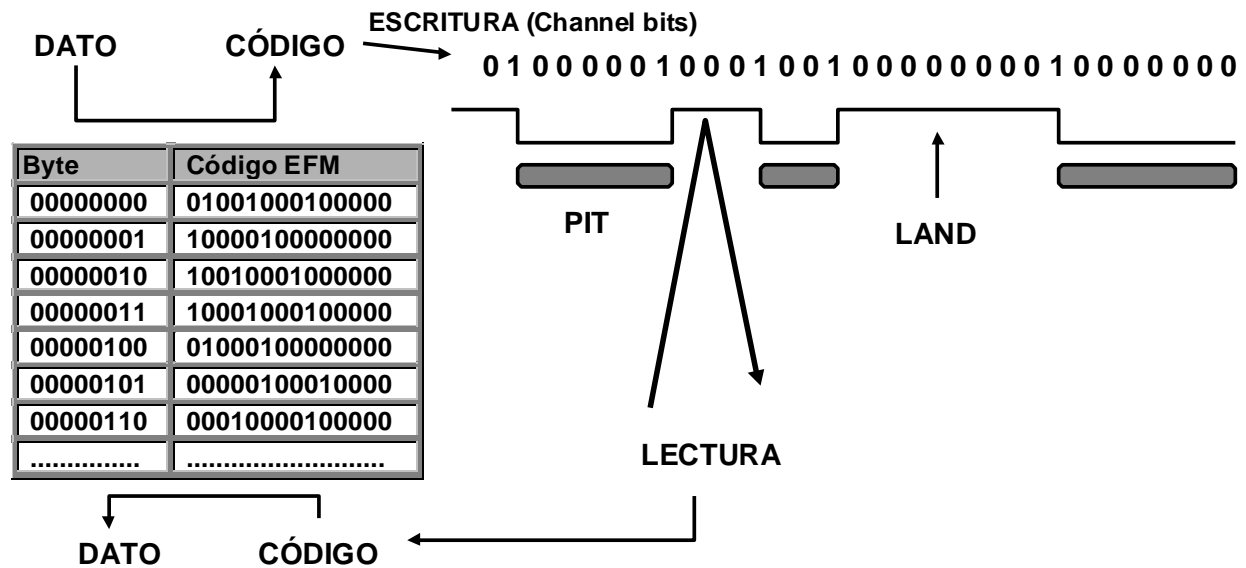 ESCRITURA (Channel bits)
DATO CÓDIGO
0 1 0 0 0 0 0 1 0 0 0 1 0 0 1 0 0 0 0 0 0 0 0 1 0 0 0 0 0 0 0
Byte Código EFM
00000000 01001000100000
00000001 10000100000000
00000010 10010001000000
00000011 10001000100000
00000100 01000100000000
00000101 00000100010000
00000110 00010000100000
............... ..........................
PIT
LAND
LECTURA
DATO CÓDIGO